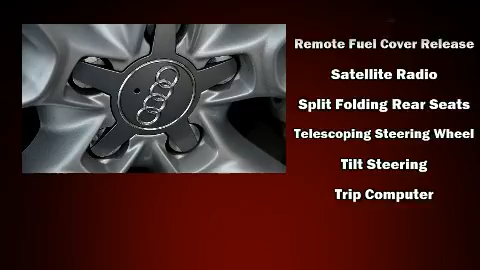 Remote Fuel Cover Release
Satellite Radio
Split Folding Rear Seats
Telescoping Steering Wheel
Tilt Steering
Trip Computer